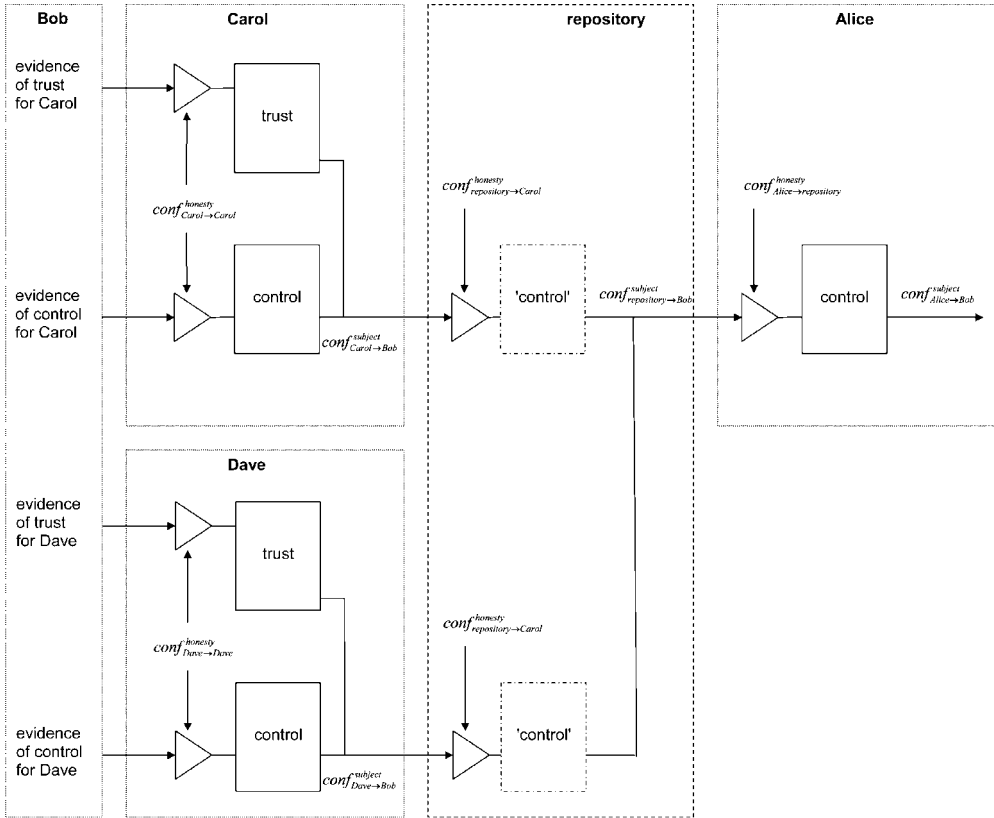 Bob
Carol
repository
Alice
evidence
of trust
for Carol
trust
conf honesty Carol→Carol
conf honesty repository→Carol
conf honesty Alice→repository
evidence
of control
for Carol
control
conf subject Carol→Bob
'control'
conf subject repository→Bob
control
conf subject Alice→Bob
Dave
evidence
of trust
for Dave
trust
conf honesty Dave→Dave
conf honesty repository→Carol
evidence
of control
for Dave
control
conf subject Dave→Bob
'control'